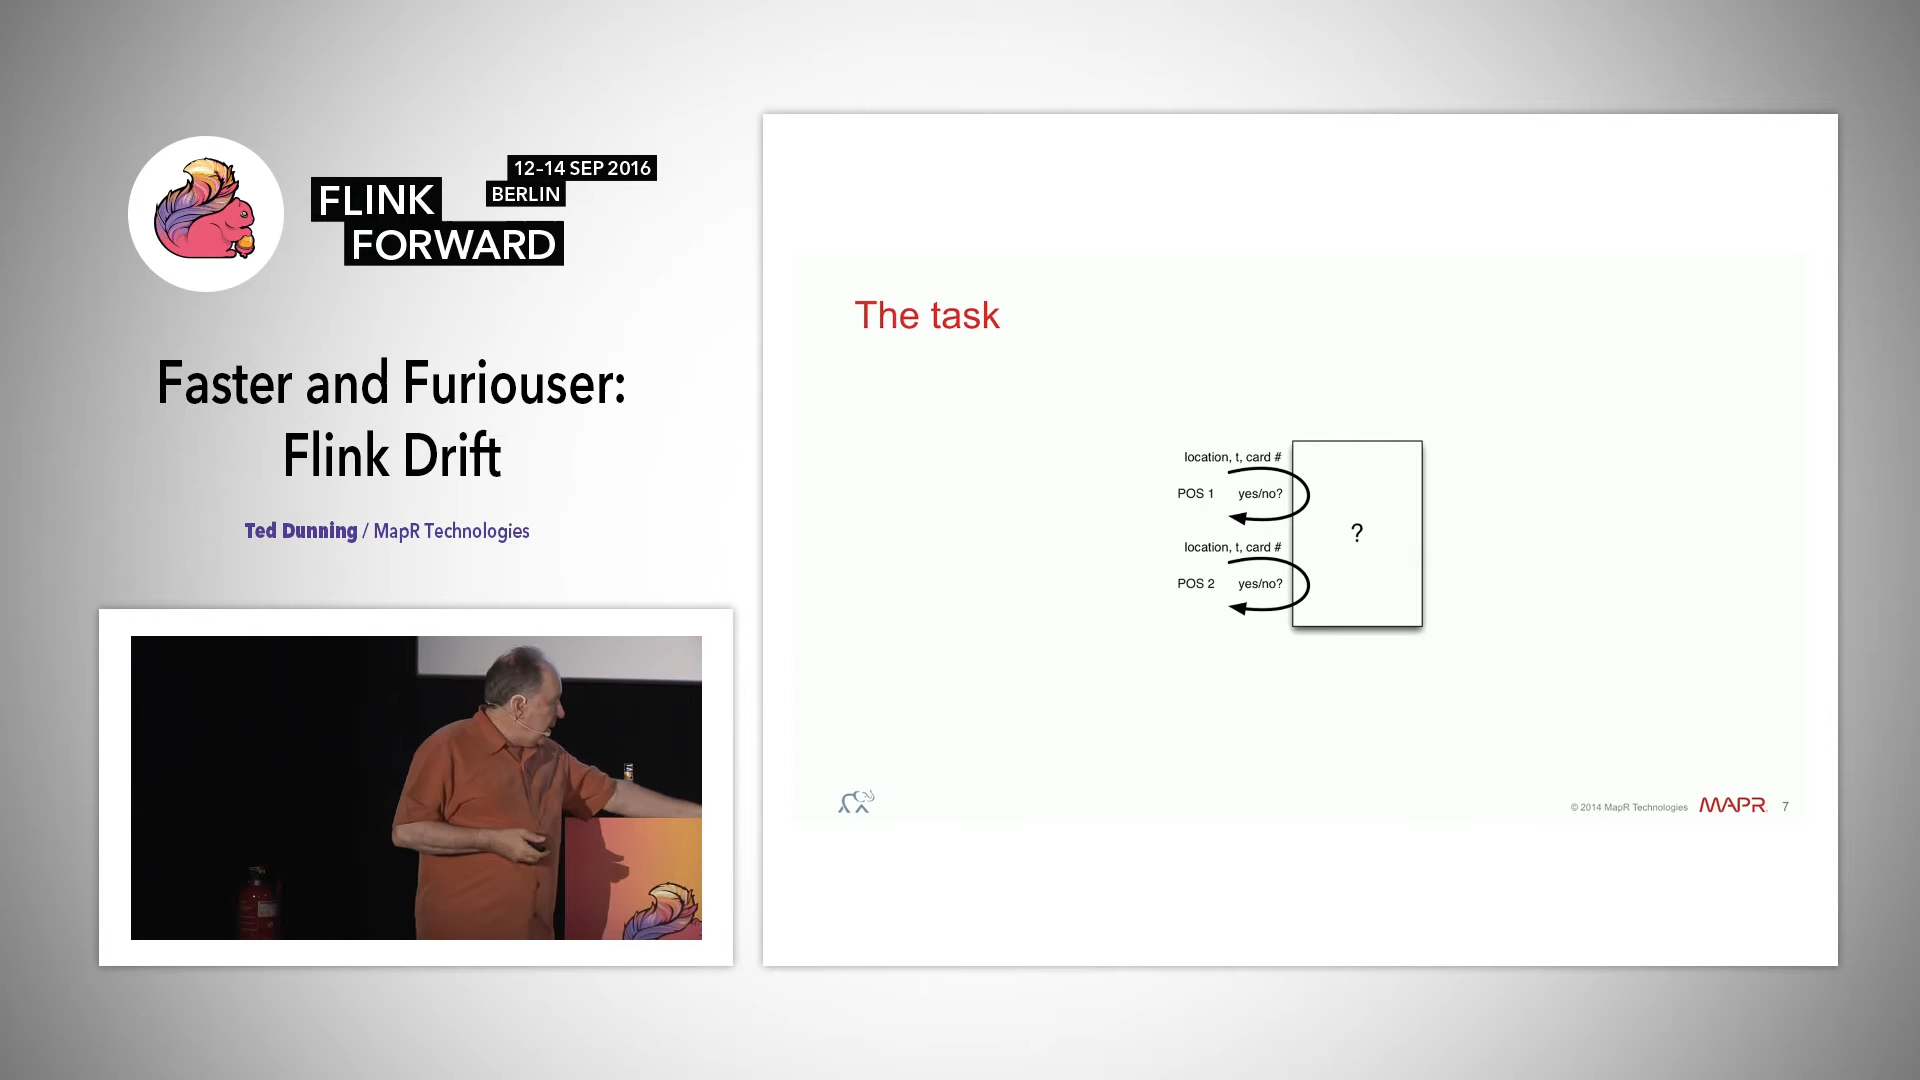 12-14 SEP 2016
BERLIN
FLINK
FORWARD
Faster and Furiouser:
Flink Drift
Ted Dunning / MapR Technologies
The task
location, t, card #
POS 1 yes/no?
?
location, t, card #
POS 2 yes/no?
© 2014 MapR Technologies MAPR 7